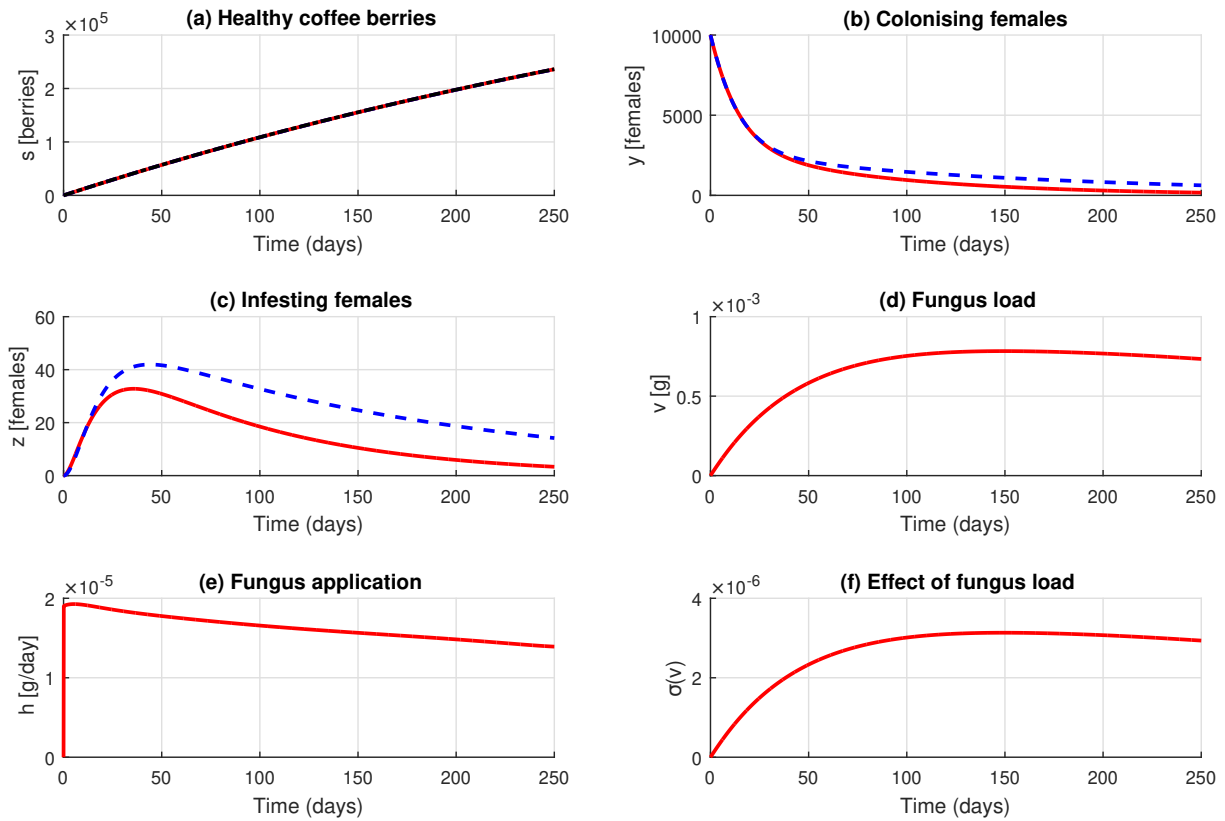 (a) Healthy coffee berries
×10^5
3
2
1
0
s [berries]
0 50 100 150 200 250
Time (days)
(b) Colonising females
10000
5000
0
y [females]
0 50 100 150 200 250
Time (days)
(c) Infesting females
60
40
20
0
z [females]
0 50 100 150 200 250
Time (days)
(d) Fungus load
×10^-3
1
0.5
0
v [g]
0 50 100 150 200 250
Time (days)
(e) Fungus application
×10^-5
2
1
0
h [g/day]
0 50 100 150 200 250
Time (days)
(f) Effect of fungus load
×10^-6
4
2
0
σ(v)
0 50 100 150 200 250
Time (days)